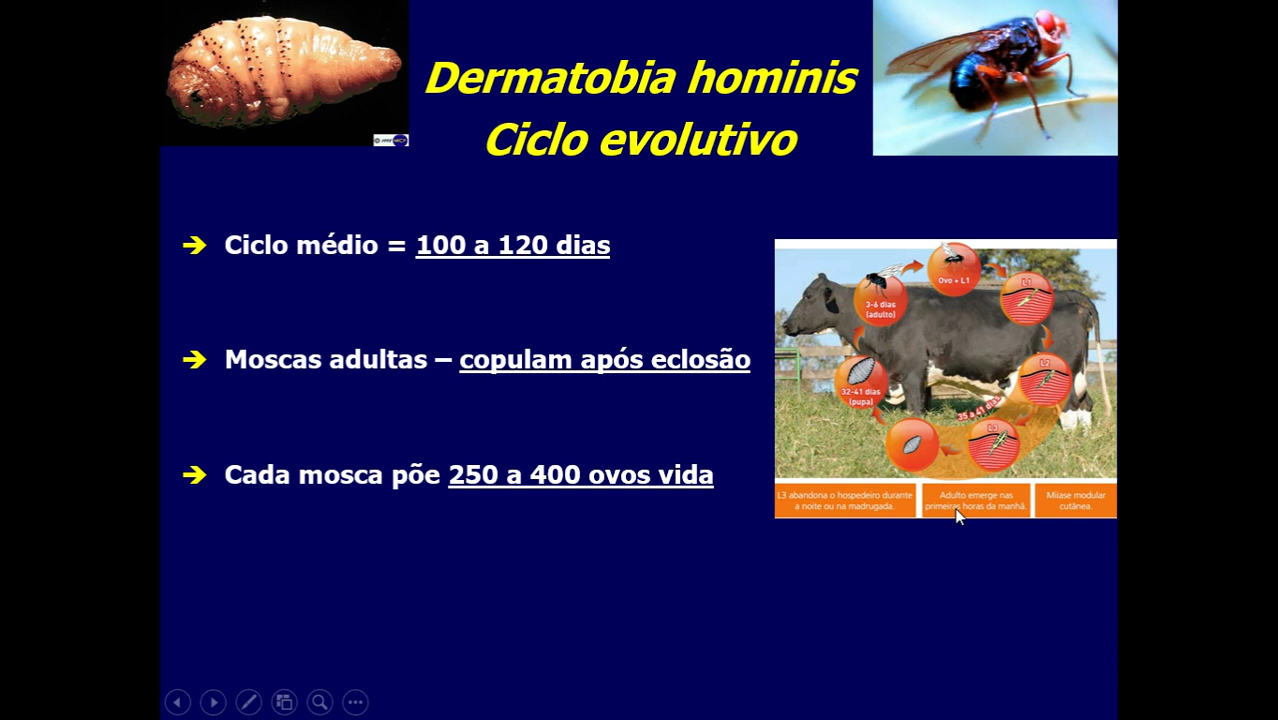 Dermatobia hominis
Ciclo evolutivo
Ciclo médio = 100 a 120 dias
Moscas adultas – copulam após eclosão
Cada mosca põe 250 a 400 ovos vida
Ovo + L1
L1
3-6 dias
(adulto)
L2
32-41 dias
(pupa)
35 a 41 dias
L3
L3 abandona o hospedeiro durante
a noite ou na madrugada.
Adulto emerge nas
primeiras horas da manhã.
Miíase modular
cutânea.